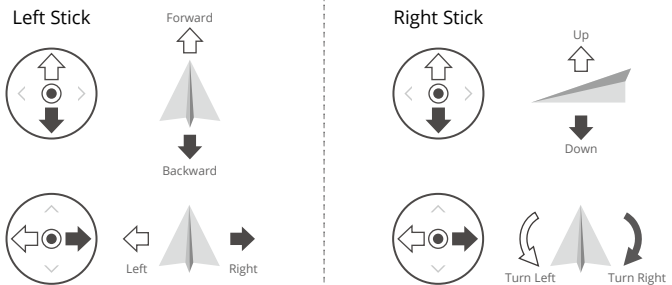 Left Stick
Forward
Backward
Left
Right
Right Stick
Up
Down
Turn Left
Turn Right